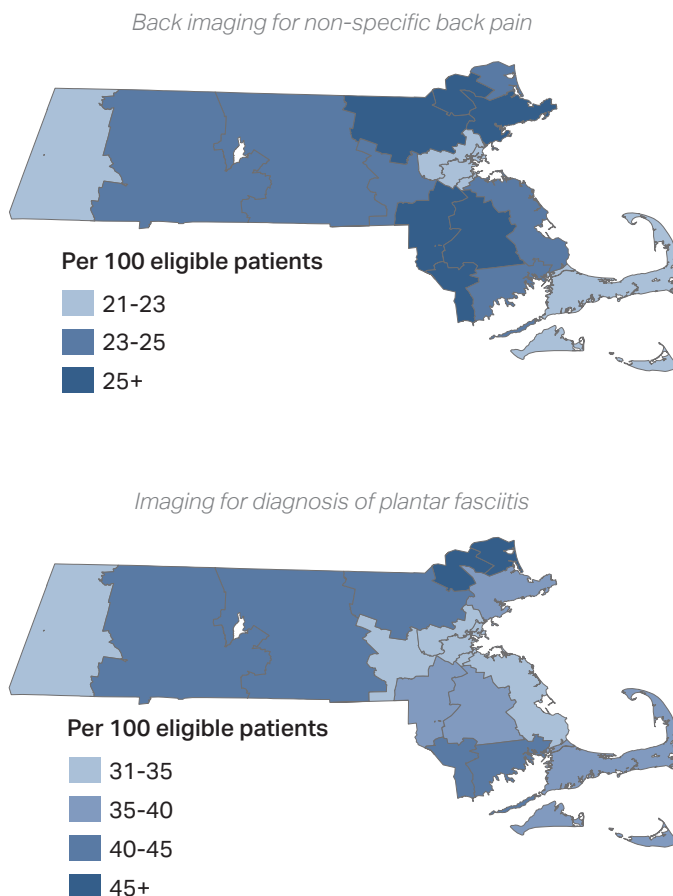 Back imaging for non-specific back pain
Per 100 eligible patients
21-23
23-25
25+
Imaging for diagnosis of plantar fasciitis
Per 100 eligible patients
31-35
35-40
40-45
45+